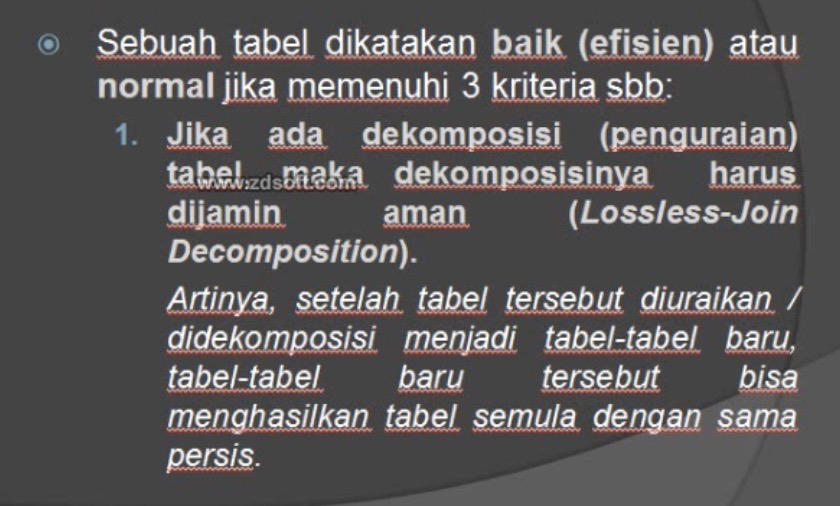 Sebuah tabel dikatakan baik (efisien) atau
normal jika memenuhi 3 kriteria sbb:
1. Jika ada dekomposisi (penguraian)
tabel maka dekomposisinya harus
www.zdsoft.com
dijamin aman (Lossless-Join
Decomposition).
Artinya, setelah tabel tersebut diuraikan /
didekomposisi menjadi tabel-tabel baru,
tabel-tabel baru tersebut bisa
menghasilkan tabel semula dengan sama
persis.